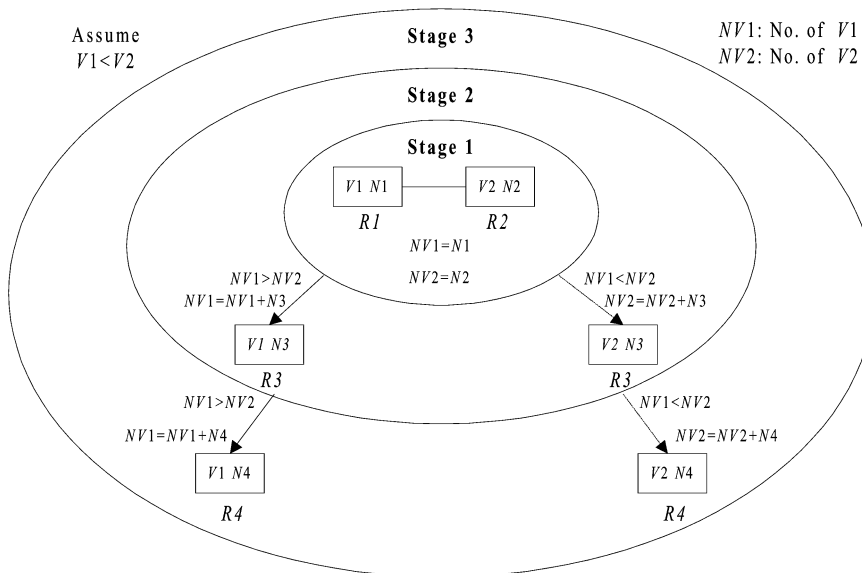 Assume
V1<V2
Stage 3
NV1: No. of V1
NV2: No. of V2
Stage 2
Stage 1
V1 N1
V2 N2
R1
R2
NV1=N1
NV2=N2
NV1>NV2
NV1=NV1+N3
NV1<NV2
NV2=NV2+N3
V1 N3
V2 N3
R3
R3
NV1>NV2
NV1=NV1+N4
NV1<NV2
NV2=NV2+N4
V1 N4
V2 N4
R4
R4